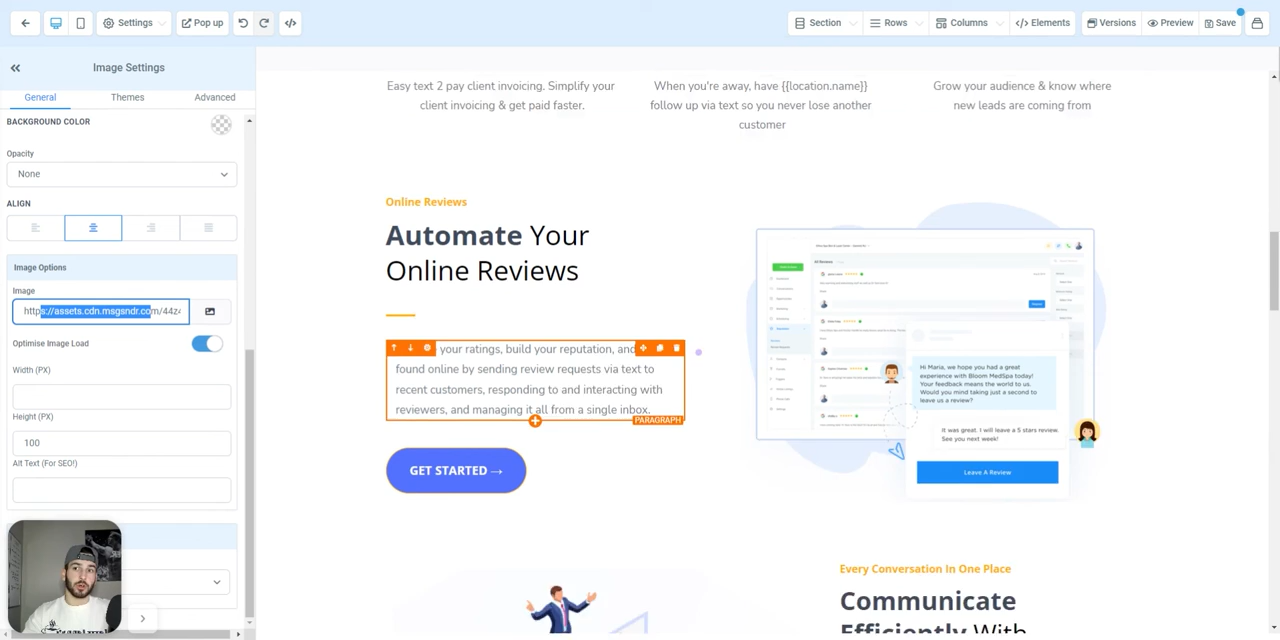 Settings
Pop up
Section
Rows
Columns
</> Elements
Versions
Preview
Save
Image Settings
General
Themes
Advanced
BACKGROUND COLOR
Opacity
None
ALIGN
Image Options
Image
https://assets.cdn.msgsndr.com/44z4
Optimise Image Load
Width (PX)
Height (PX)
100
Alt Text (For SEO!)
Easy text 2 pay client invoicing. Simplify your
client invoicing & get paid faster.
When you're away, have {{location.name}}
follow up via text so you never lose another
customer
Grow your audience & know where
new leads are coming from
Online Reviews
Automate Your
Online Reviews
your ratings, build your reputation, and
found online by sending review requests via text to
recent customers, responding to and interacting with
reviewers, and managing it all from a single inbox.
PARAGRAPH
GET STARTED →
Hi Maria, we hope you had a great
experience with Bloom MedSpa today!
Your feedback means the world to us.
Would you mind taking just a second to
leave us a review?
It was great. I will leave a 5 stars review.
See you next week!
Leave A Review
Every Conversation In One Place
Communicate
Efficiently With